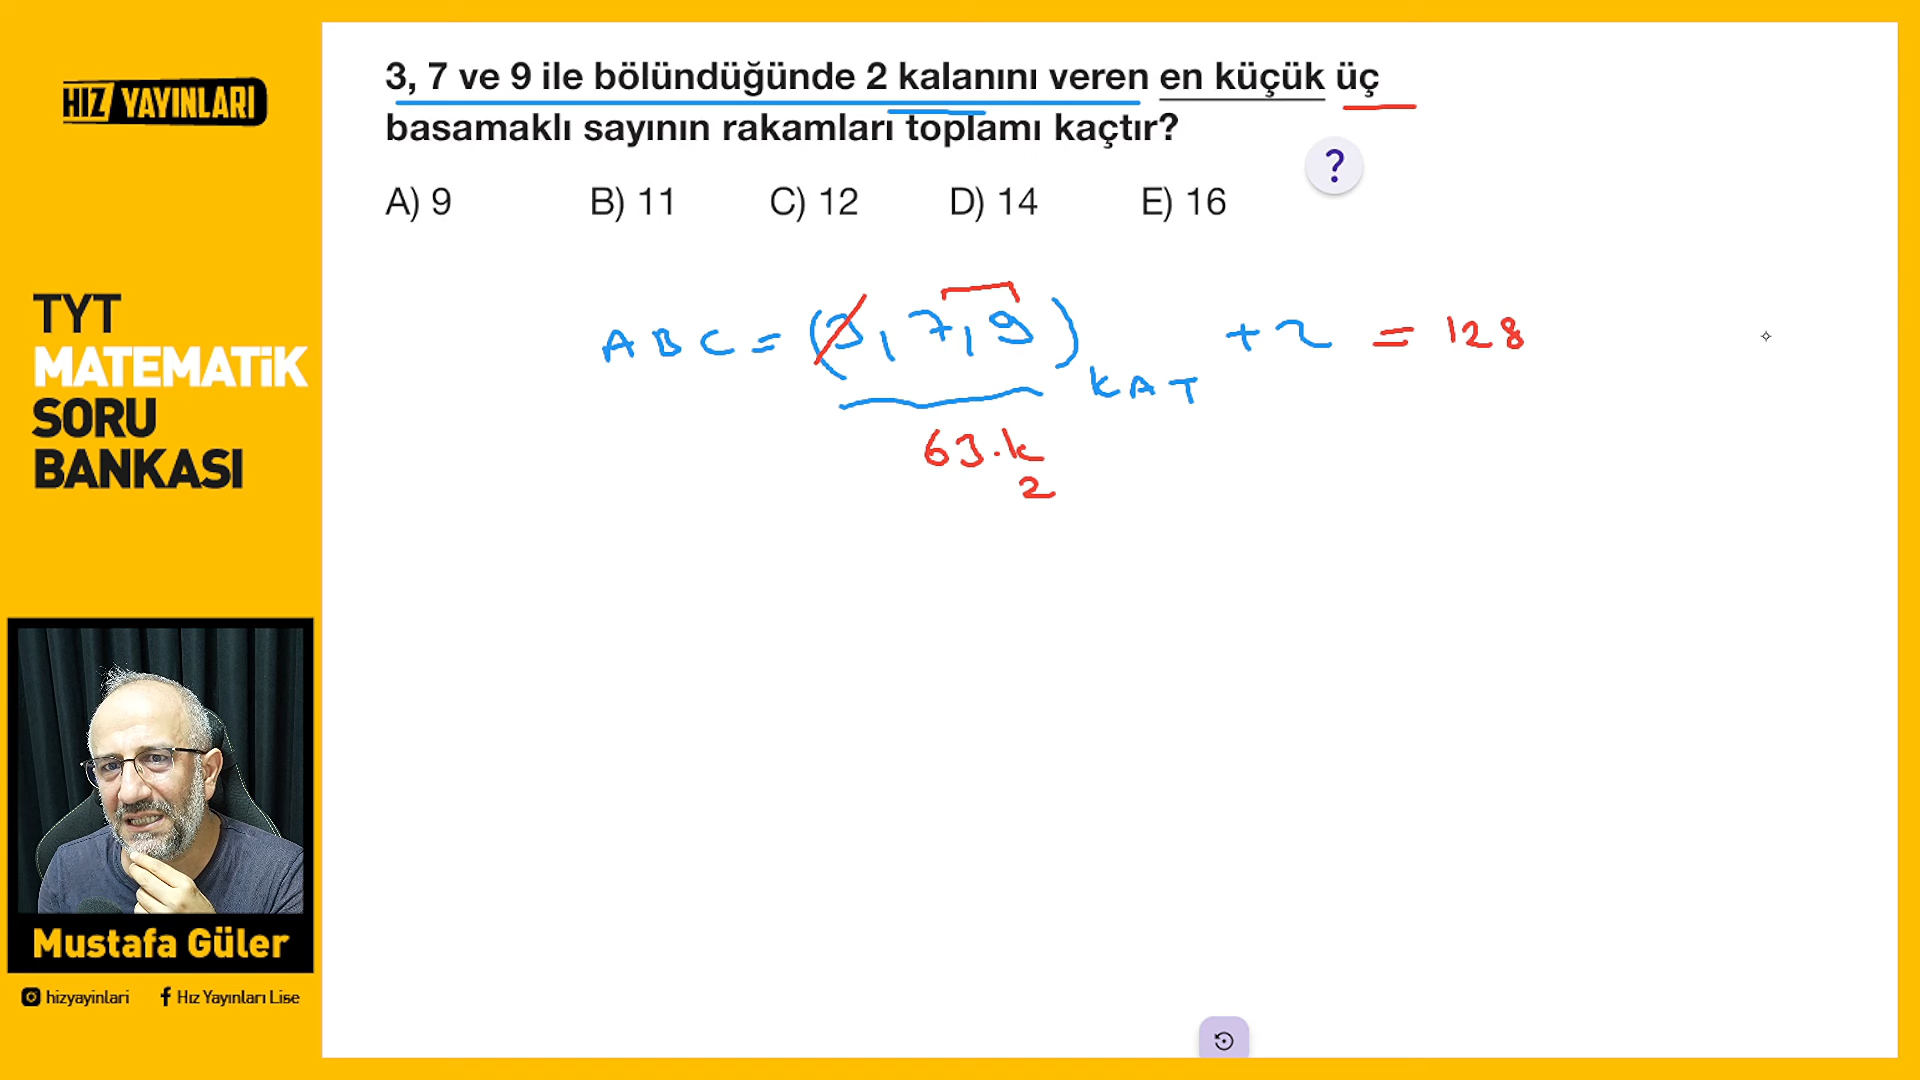 HIZ YAYINLARI
TYT
MATEMATiK
SORU
BANKASI
Mustafa Güler
hizyayinlari
Hız Yayınları Lise
3, 7 ve 9 ile bölündüğünde 2 kalanını veren en küçük üç
basamaklı sayının rakamları toplamı kaçtır?
?
A) 9 B) 11 C) 12 D) 14 E) 16
ABC = (3,7,9) KAT +2 = 128
63.k
2